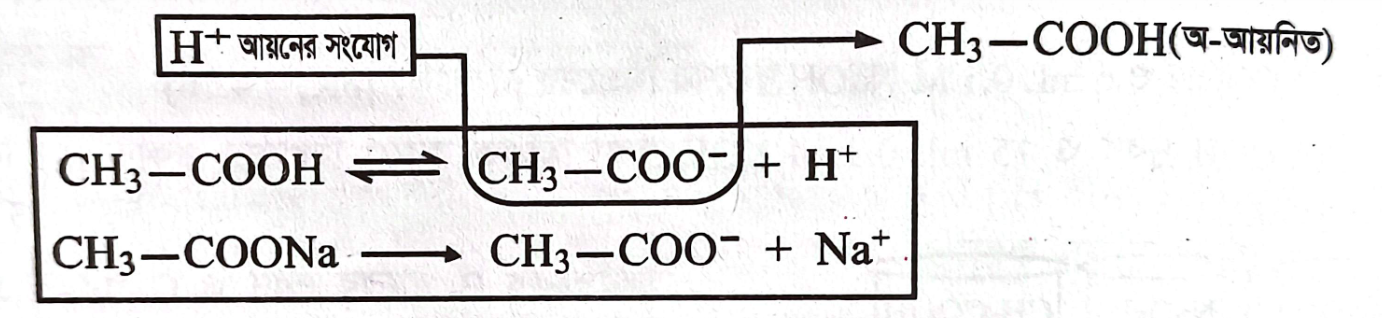 H⁺ আয়নের সংযোগ
CH₃—COOH(অ-আয়নিত)
CH₃—COOH ⇌ CH₃—COO⁻ + H⁺
CH₃—COONa ⟶ CH₃—COO⁻ + Na⁺